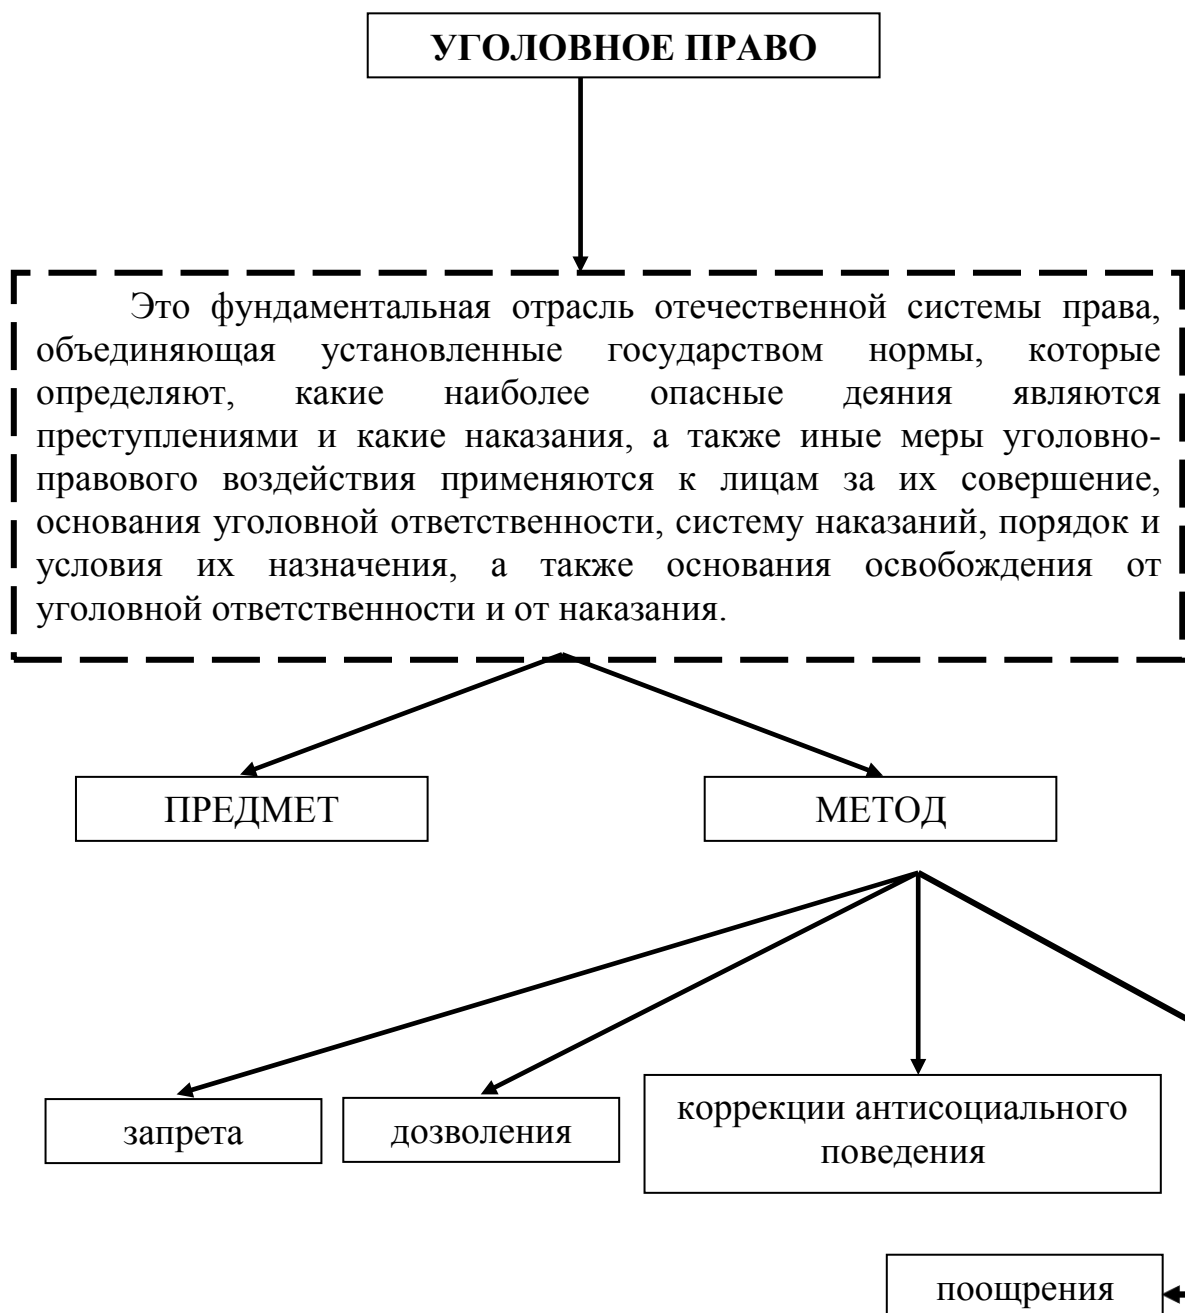 УГОЛОВНОЕ ПРАВО
Это фундаментальная отрасль отечественной системы права,
объединяющая установленные государством нормы, которые
определяют, какие наиболее опасные деяния являются
преступлениями и какие наказания, а также иные меры уголовно-
правового воздействия применяются к лицам за их совершение,
основания уголовной ответственности, систему наказаний, порядок и
условия их назначения, а также основания освобождения от
уголовной ответственности и от наказания.
ПРЕДМЕТ
МЕТОД
запрета
дозволения
коррекции антисоциального
поведения
поощрения